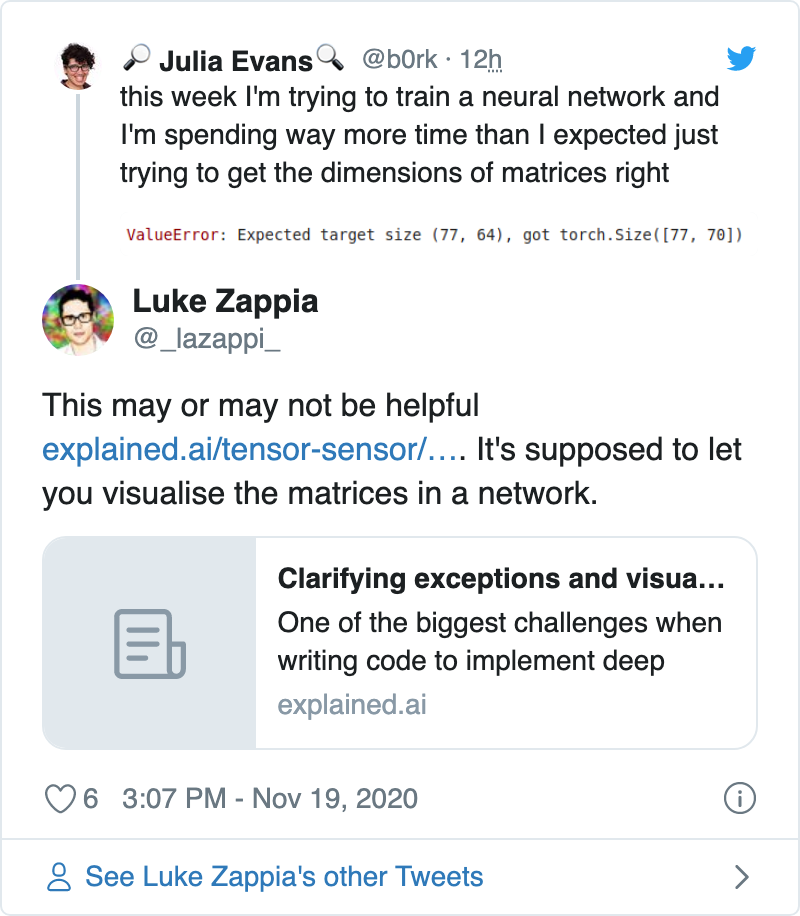 🔎 Julia Evans🔍 @b0rk · 12h
this week I'm trying to train a neural network and
I'm spending way more time than I expected just
trying to get the dimensions of matrices right
ValueError: Expected target size (77, 64), got torch.Size([77, 70])
Luke Zappia
@_lazappi_
This may or may not be helpful
explained.ai/tensor-sensor/…. It's supposed to let
you visualise the matrices in a network.
Clarifying exceptions and visua…
One of the biggest challenges when
writing code to implement deep
explained.ai
6 3:07 PM - Nov 19, 2020
See Luke Zappia's other Tweets